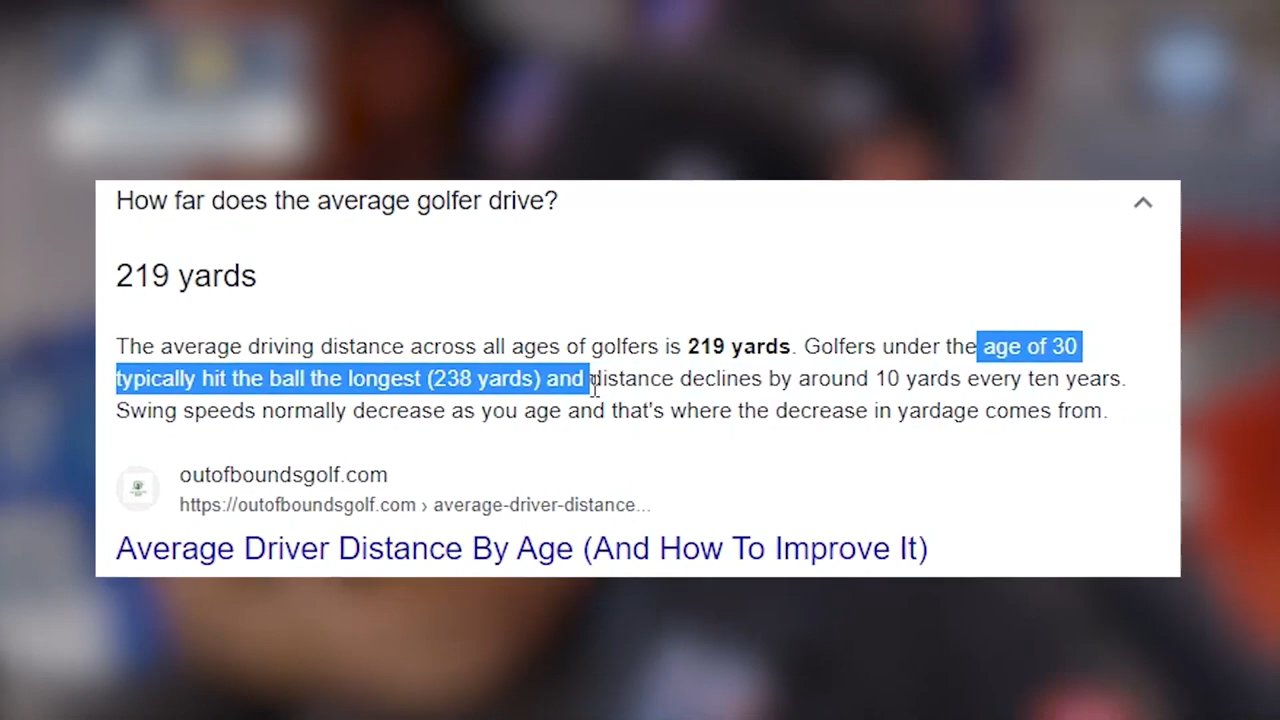 How far does the average golfer drive?
219 yards
The average driving distance across all ages of golfers is 219 yards. Golfers under the age of 30
typically hit the ball the longest (238 yards) and distance declines by around 10 yards every ten years.
Swing speeds normally decrease as you age and that's where the decrease in yardage comes from.
outofboundsgolf.com
https://outofboundsgolf.com › average-driver-distance...
Average Driver Distance By Age (And How To Improve It)